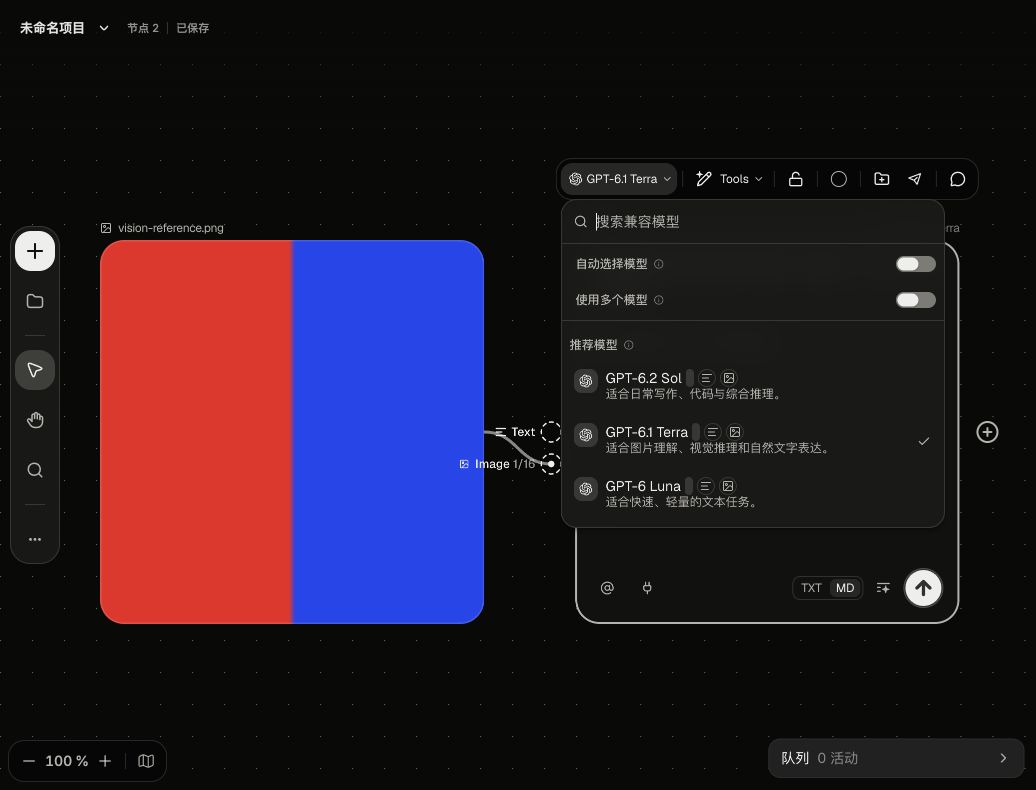 未命名项目
节点 2
已保存
GPT-6.1 Terra
Tools
vision-reference.png
搜索兼容模型
rra
自动选择模型
使用多个模型
推荐模型
GPT-6.2 Sol
适合日常写作、代码与综合推理。
Text
GPT-6.1 Terra
适合图片理解、视觉推理和自然文字表达。
Image 1/16
GPT-6 Luna
适合快速、轻量的文本任务。
TXT
MD
100 %
队列 0 活动